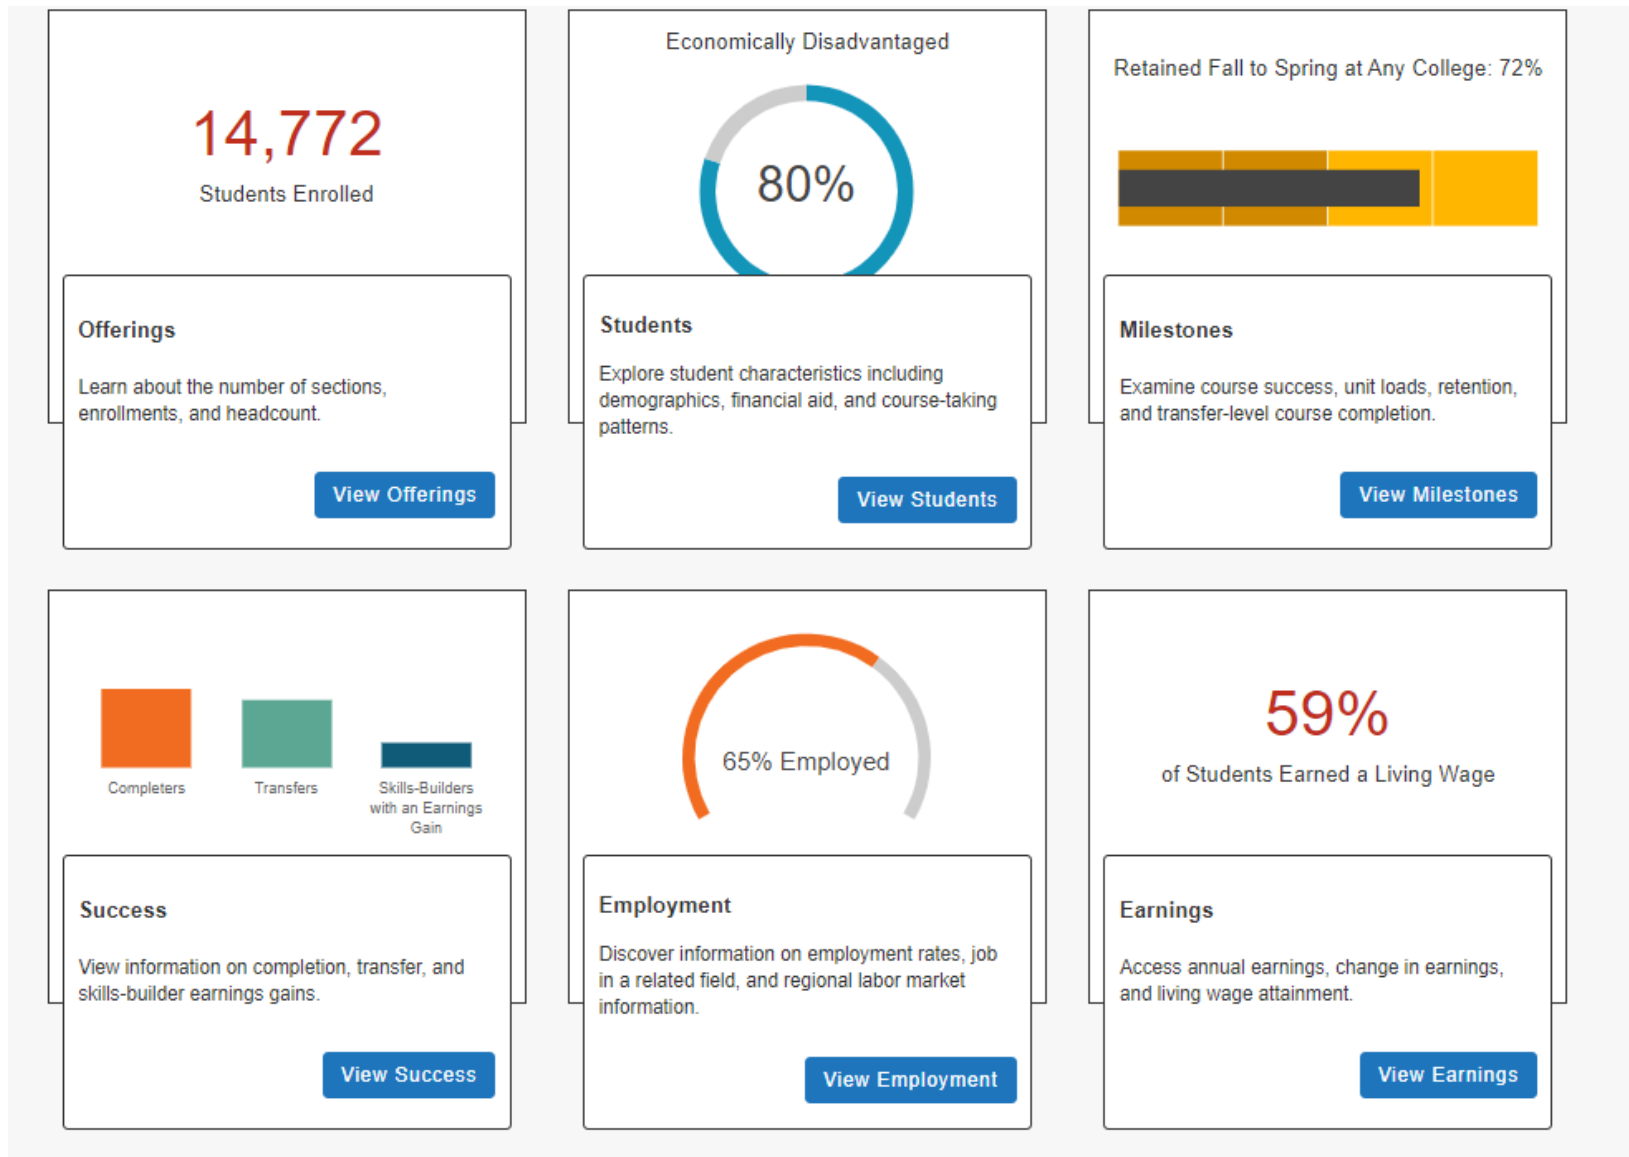 14,772
Students Enrolled
Offerings
Learn about the number of sections,
enrollments, and headcount.
View Offerings
Economically Disadvantaged
80%
Students
Explore student characteristics including
demographics, financial aid, and course-taking
patterns.
View Students
Retained Fall to Spring at Any College: 72%
Milestones
Examine course success, unit loads, retention,
and transfer-level course completion.
View Milestones
Completers
Transfers
Skills-Builders
with an Earnings
Gain
Success
View information on completion, transfer, and
skills-builder earnings gains.
View Success
65% Employed
Employment
Discover information on employment rates, job
in a related field, and regional labor market
information.
View Employment
59%
of Students Earned a Living Wage
Earnings
Access annual earnings, change in earnings,
and living wage attainment.
View Earnings